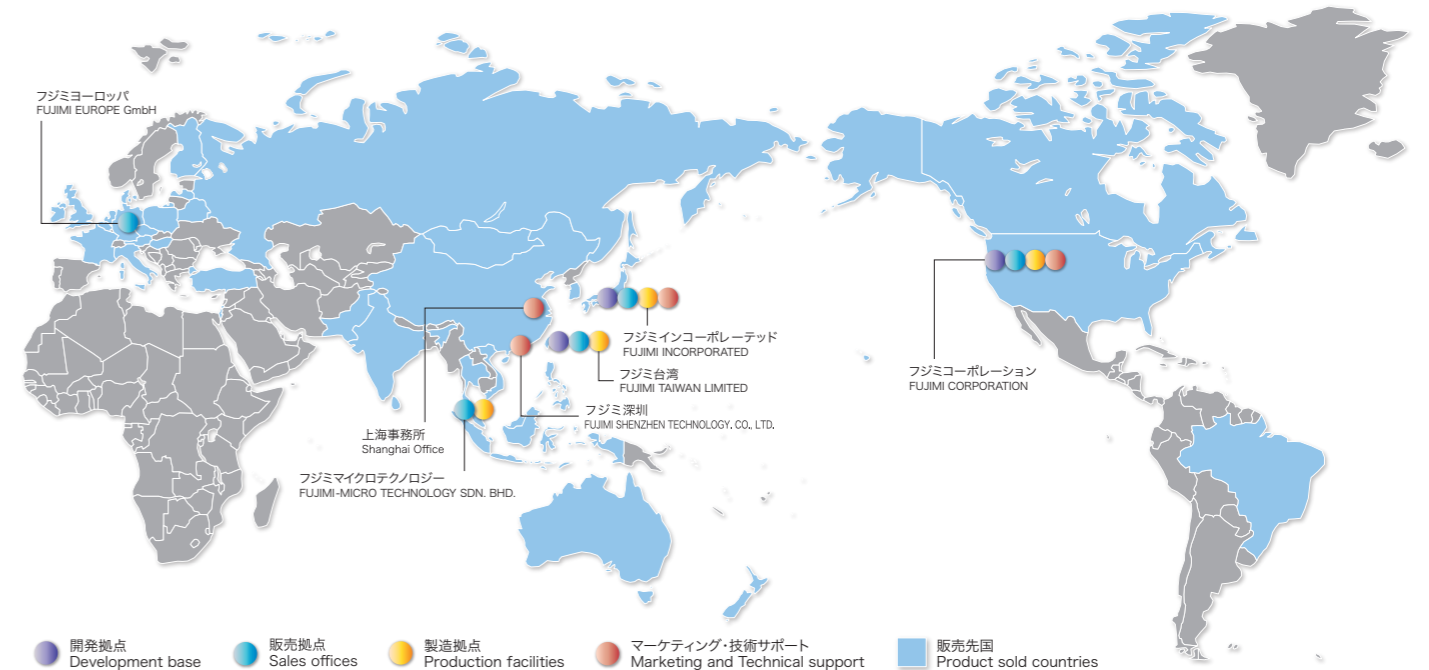 フジミヨーロッパ
FUJIMI EUROPE GmbH
フジミインコーポレーテッド
FUJIMI INCORPORATED
フジミ台湾
FUJIMI TAIWAN LIMITED
フジミ深圳
FUJIMI SHENZHEN TECHNOLOGY. CO., LTD.
上海事務所
Shanghai Office
フジミマイクロテクノロジー
FUJIMI-MICRO TECHNOLOGY SDN. BHD.
フジミコーポレーション
FUJIMI CORPORATION
開発拠点
Development base
販売拠点
Sales offices
製造拠点
Production facilities
マーケティング・技術サポート
Marketing and Technical support
販売先国
Product sold countries